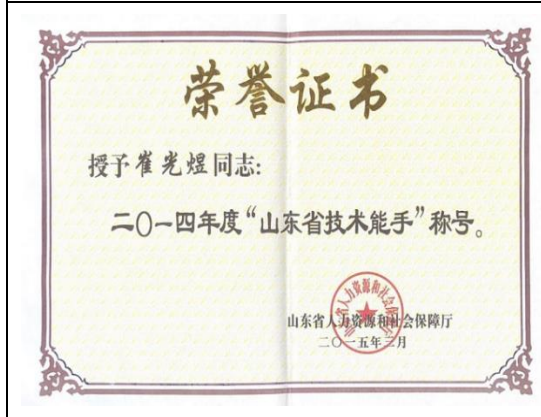 荣誉证书
授予崔光煜同志:
二〇一四年度“山东省技术能手”称号。
山东省人力资源和社会保障厅
二〇一五年三月